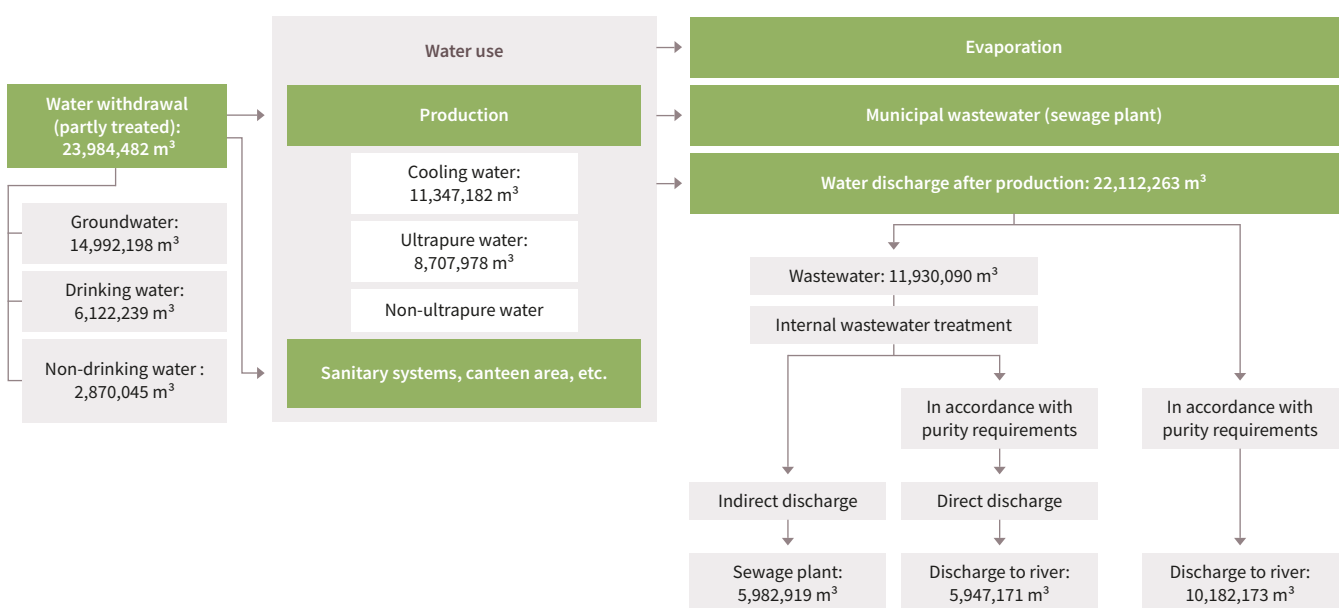 Water withdrawal
(partly treated):
23,984,482 m³
Groundwater:
14,992,198 m³
Drinking water:
6,122,239 m³
Non-drinking water :
2,870,045 m³
Water use
Production
Cooling water:
11,347,182 m³
Ultrapure water:
8,707,978 m³
Non-ultrapure water
Sanitary systems, canteen area, etc.
Evaporation
Municipal wastewater (sewage plant)
Water discharge after production: 22,112,263 m³
Wastewater: 11,930,090 m³
Internal wastewater treatment
In accordance with
purity requirements
In accordance with
purity requirements
Indirect discharge
Direct discharge
Sewage plant:
5,982,919 m³
Discharge to river:
5,947,171 m³
Discharge to river:
10,182,173 m³